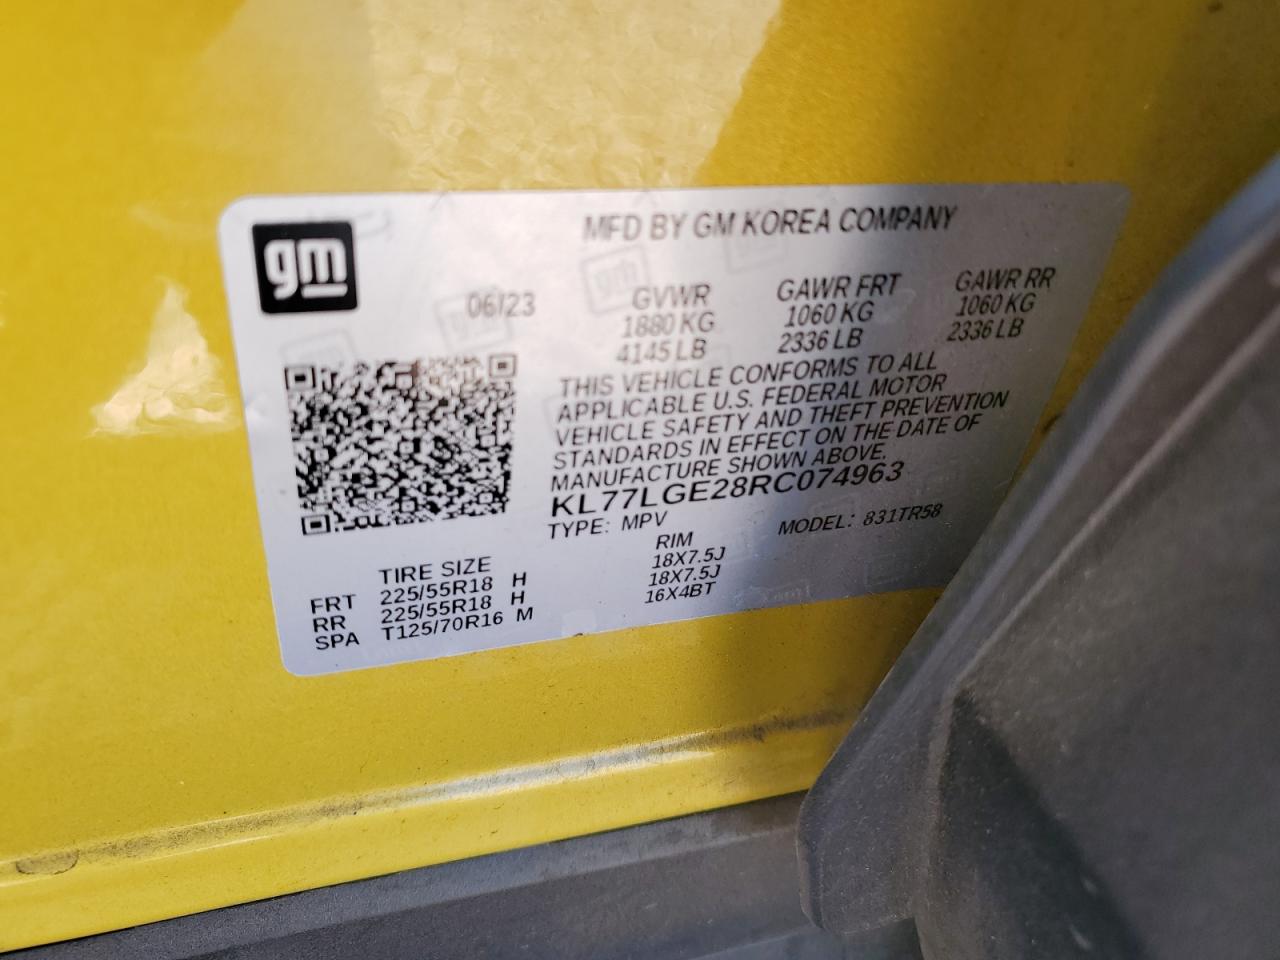 gm
MFD BY GM KOREA COMPANY
06/23 GVWR GAWR FRT GAWR RR
1880 KG 1060 KG 1060 KG
4145 LB 2336 LB 2336 LB
THIS VEHICLE CONFORMS TO ALL
APPLICABLE U.S. FEDERAL MOTOR
VEHICLE SAFETY AND THEFT PREVENTION
STANDARDS IN EFFECT ON THE DATE OF
MANUFACTURE SHOWN ABOVE.
KL77LGE28RC074963
TYPE: MPV MODEL: 831TR58
TIRE SIZE RIM
FRT 225/55R18 H 18X7.5J
RR 225/55R18 H 18X7.5J
SPA T125/70R16 M 16X4BT